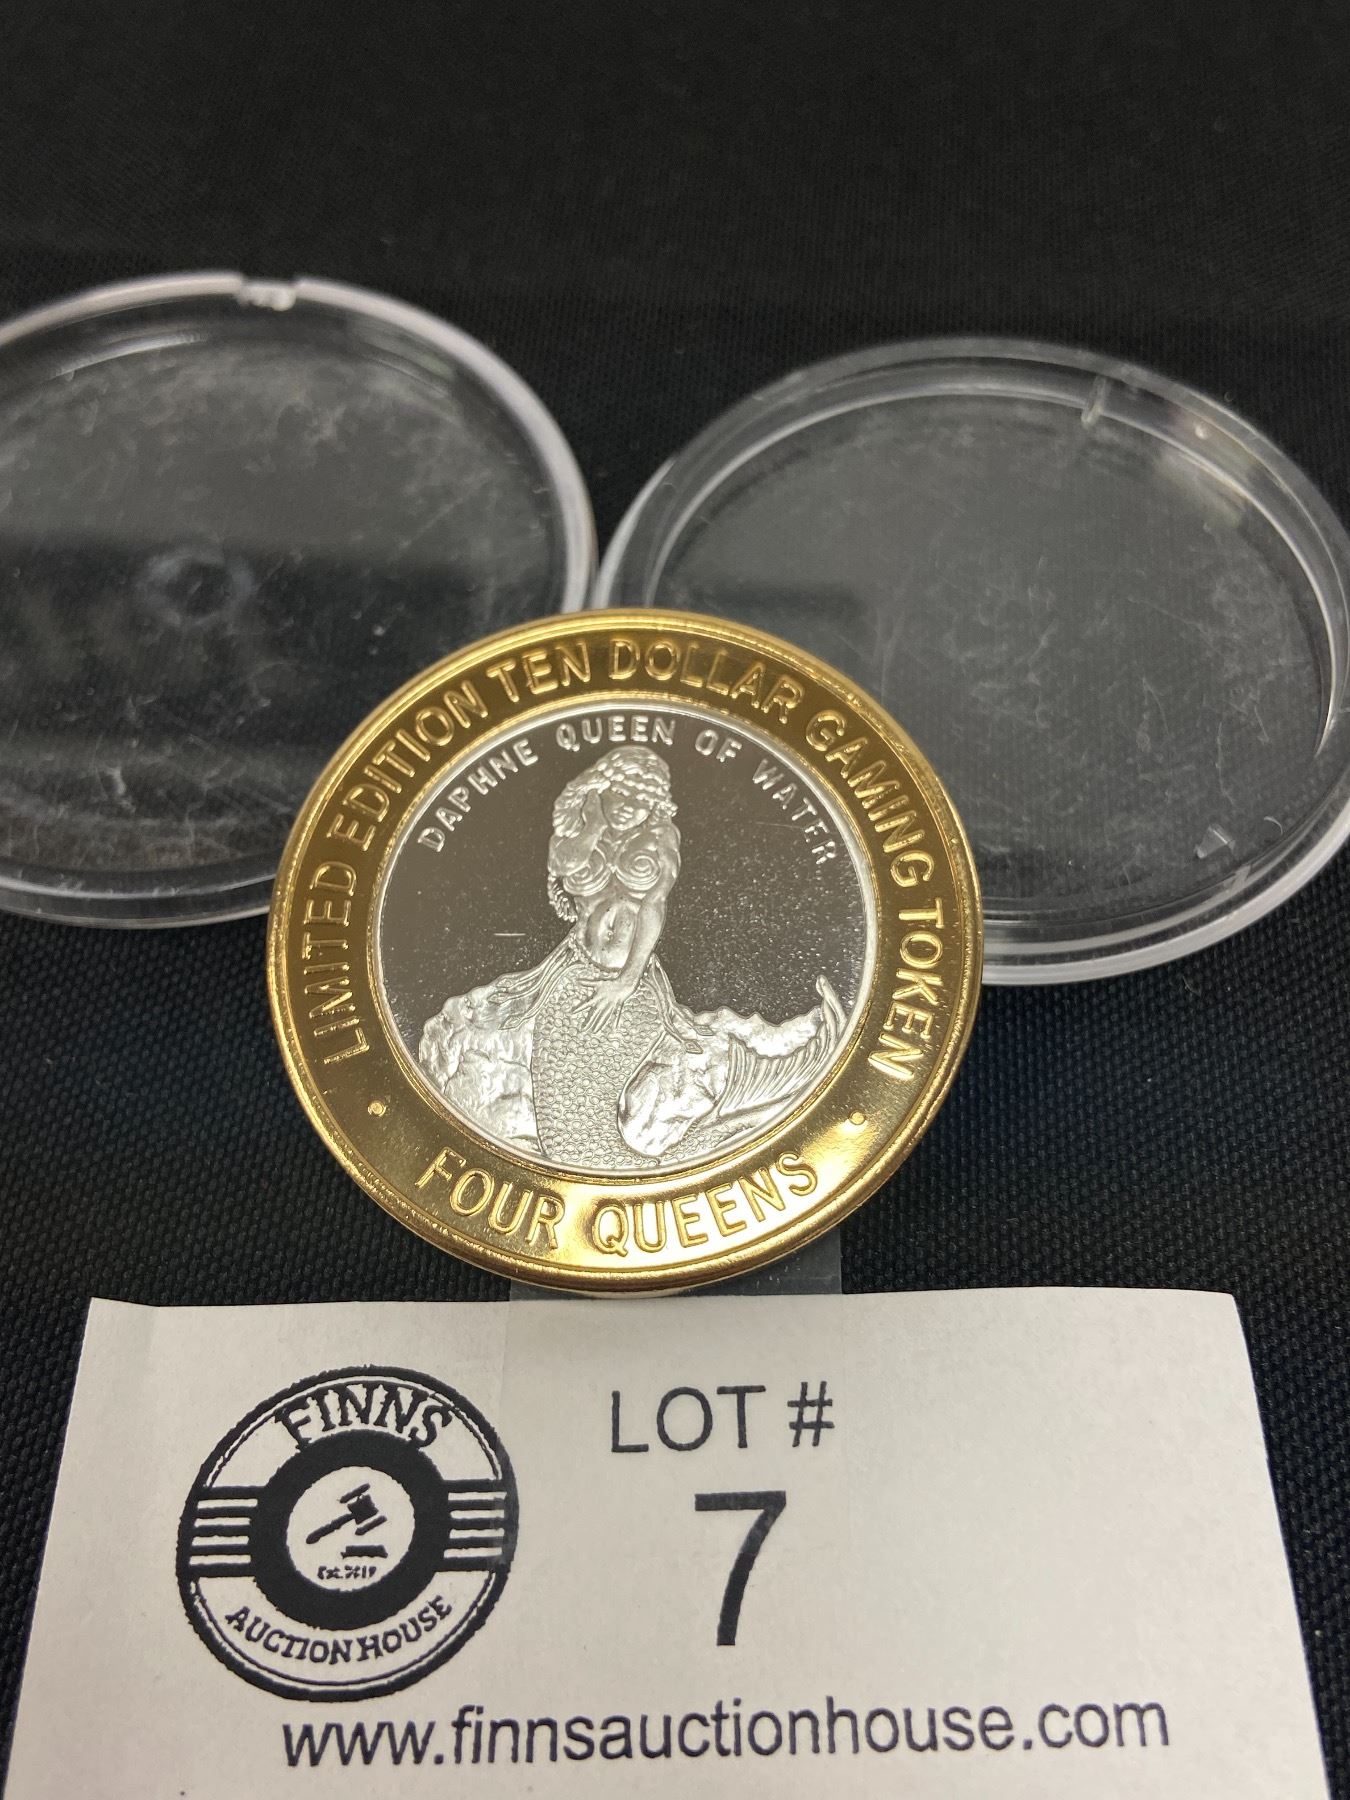 LIMITED EDITION TEN DOLLAR GAMING TOKEN
DAPHNE QUEEN OF WATER
• FOUR QUEENS •
FINNS
AUCTION HOUSE
LOT #
7
www.finnsauctionhouse.com